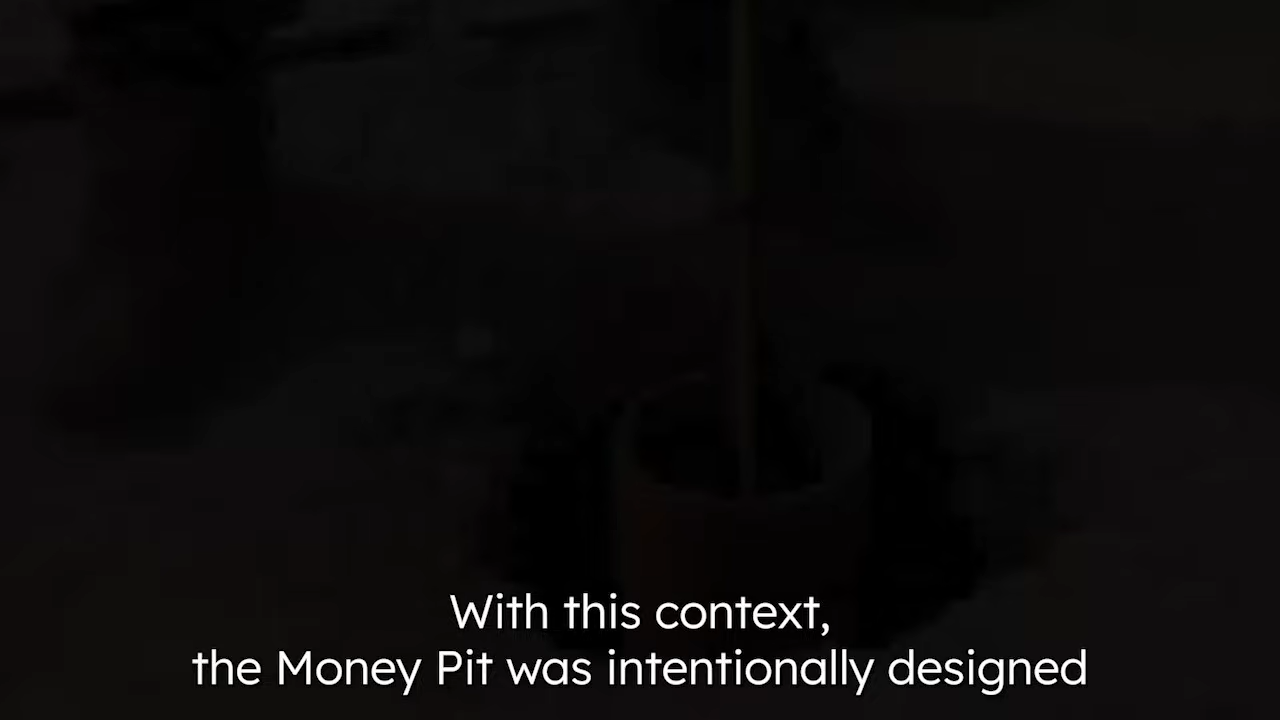 With this context,
the Money Pit was intentionally designed